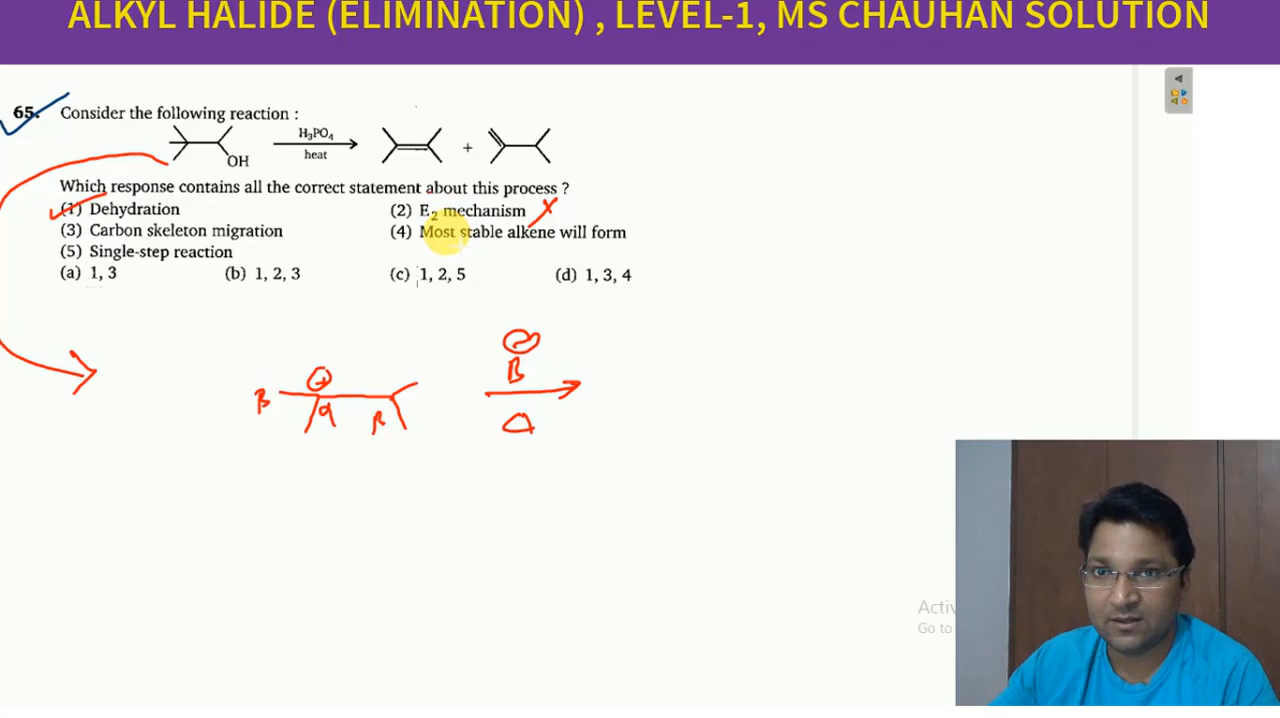 ALKYL HALIDE (ELIMINATION) , LEVEL-1, MS CHAUHAN SOLUTION
65. Consider the following reaction :
OH
H₃PO₄
heat
+
Which response contains all the correct statement about this process ?
(1) Dehydration (2) E₂ mechanism
(3) Carbon skeleton migration (4) Most stable alkene will form
(5) Single-step reaction
(a) 1, 3 (b) 1, 2, 3 (c) 1, 2, 5 (d) 1, 3, 4
⊕
β α β
B
Δ
Activ
Go to